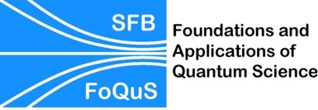 SFB
FoQuS
Foundations and
Applications of
Quantum Science